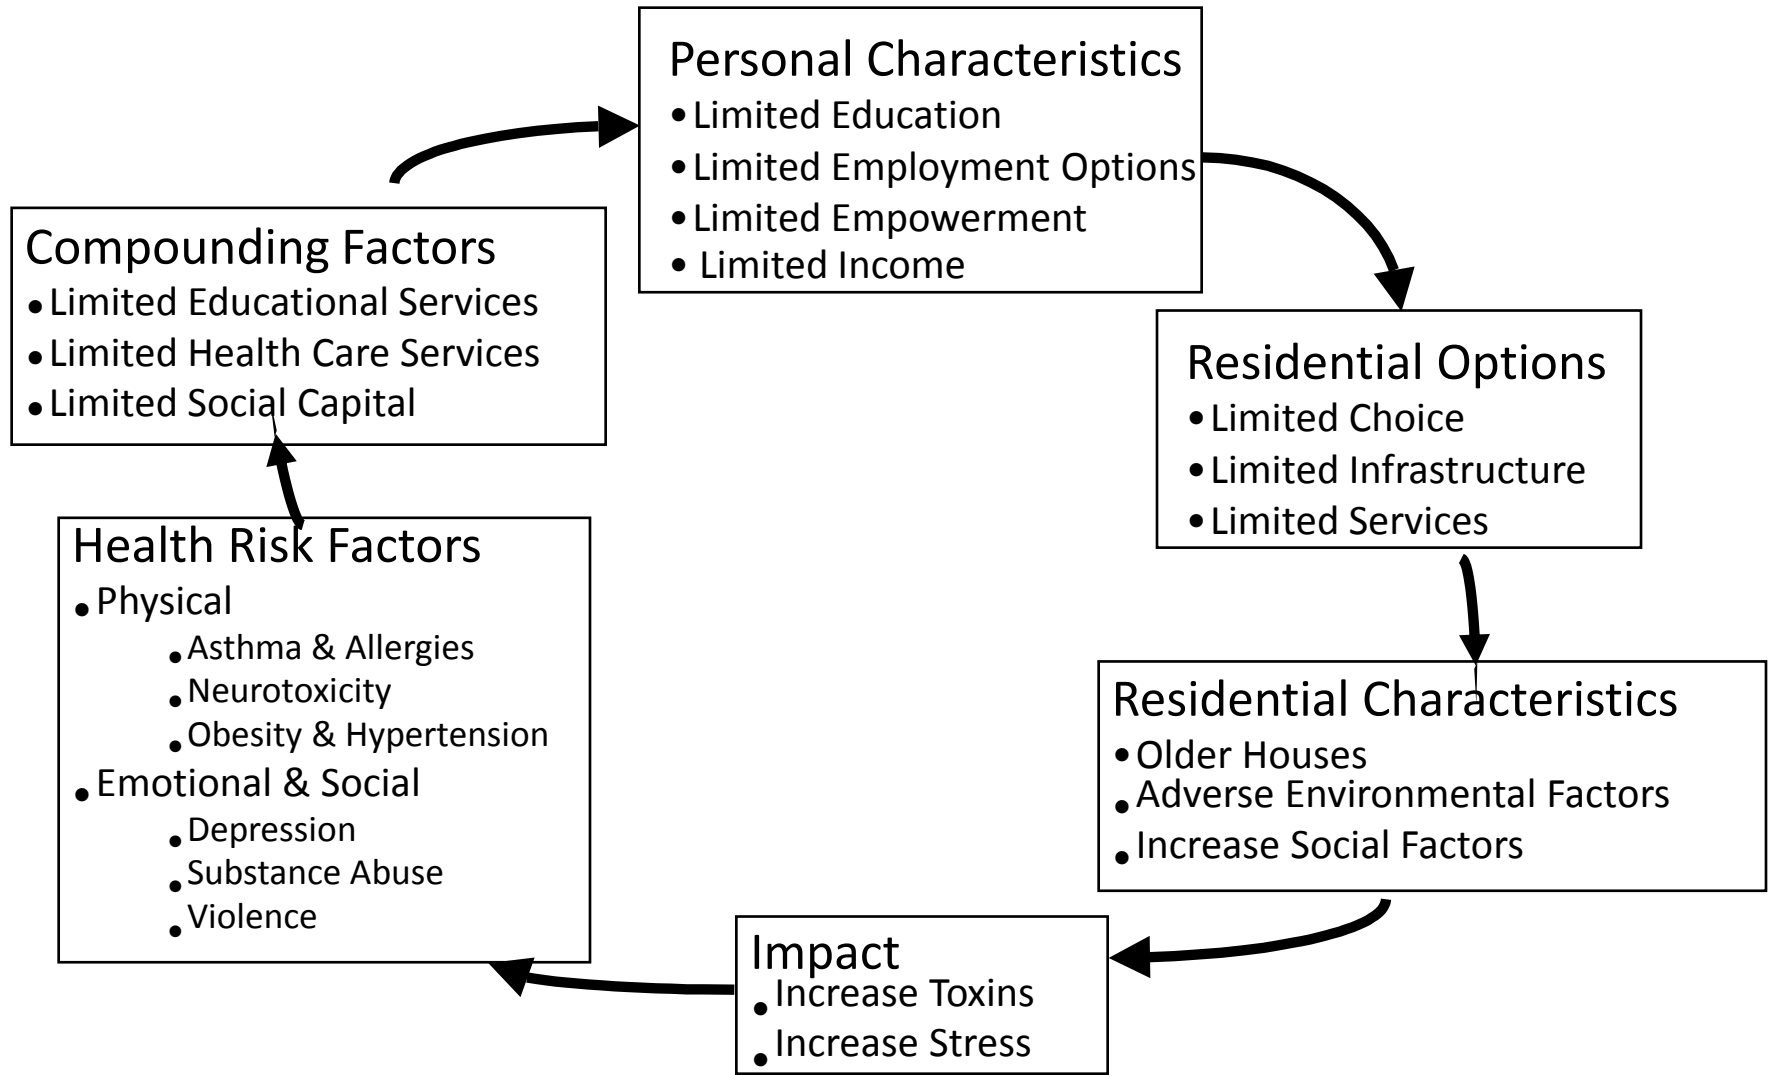 Personal Characteristics
•Limited Education
•Limited Employment Options
•Limited Empowerment
• Limited Income
Compounding Factors
•Limited Educational Services
•Limited Health Care Services
•Limited Social Capital
Residential Options
•Limited Choice
•Limited Infrastructure
•Limited Services
Health Risk Factors
•Physical
•Asthma & Allergies
•Neurotoxicity
•Obesity & Hypertension
•Emotional & Social
•Depression
•Substance Abuse
•Violence
Residential Characteristics
•Older Houses
•Adverse Environmental Factors
•Increase Social Factors
Impact
•Increase Toxins
•Increase Stress